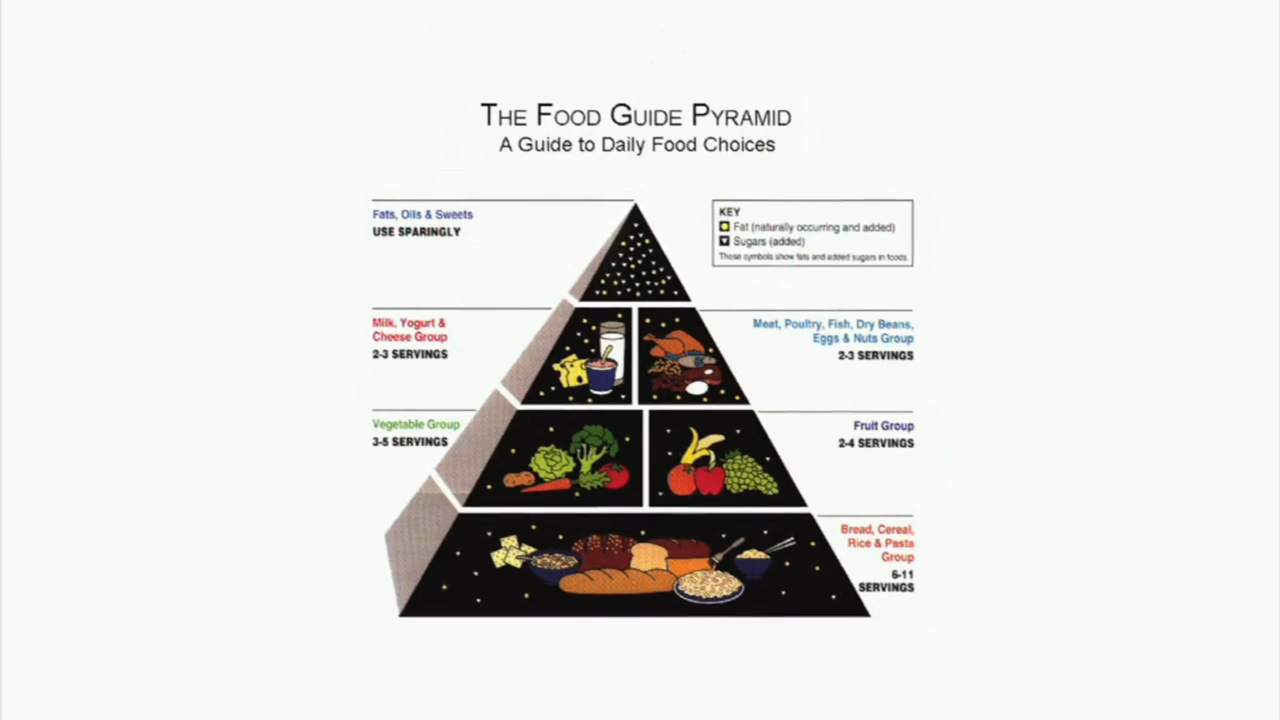 THE FOOD GUIDE PYRAMID
A Guide to Daily Food Choices
Fats, Oils & Sweets
USE SPARINGLY
KEY
Fat (naturally occurring and added)
Sugars (added)
These symbols show fats and added sugars in foods.
Milk, Yogurt &
Cheese Group
2-3 SERVINGS
Meat, Poultry, Fish, Dry Beans,
Eggs & Nuts Group
2-3 SERVINGS
Vegetable Group
3-5 SERVINGS
Fruit Group
2-4 SERVINGS
Bread, Cereal,
Rice & Pasta
Group
6-11
SERVINGS